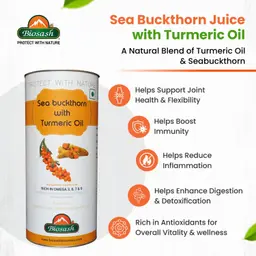 Biosash
PROTECT WITH NATURE
Sea Buckthorn Juice
with Turmeric Oil
A Natural Blend of Turmeric Oil
& Seabuckthorn
Biosash
PROTECT WITH NATURE
Sea buckthorn
with
Turmeric Oil
RICH IN OMEGA 3, 6, 7 & 9
Biosash
Helps Support Joint
Health & Flexibility
Helps Boost
Immunity
Helps Reduce
Inflammation
Helps Enhance Digestion
& Detoxification
Rich in Antioxidants for
Overall Vitality & wellness